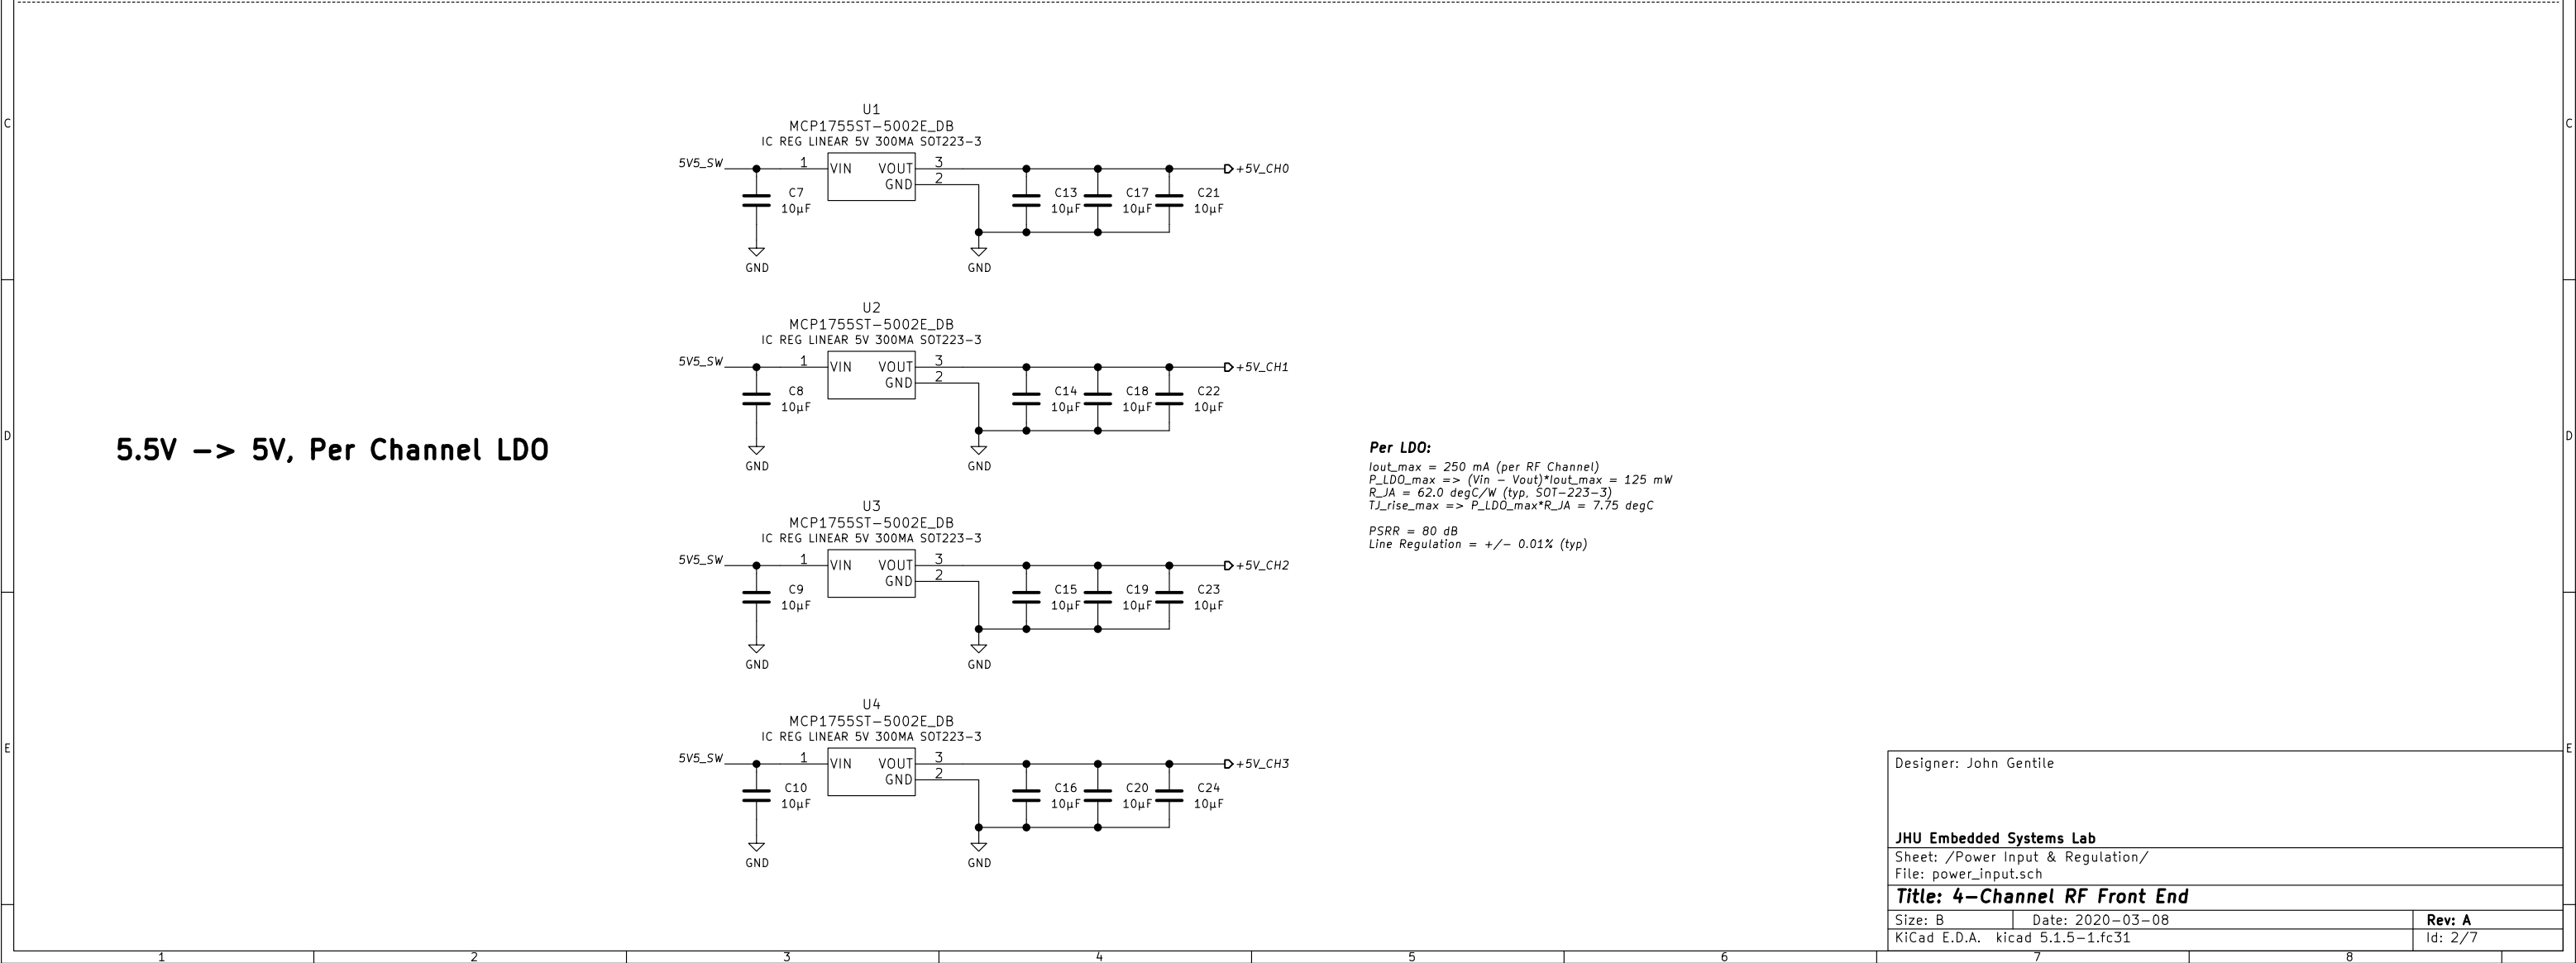 C
C
U1
MCP1755ST-5002E_DB
IC REG LINEAR 5V 300MA SOT223-3
5V5_SW 1 VIN VOUT 3 +5V_CH0
GND 2
C7 C13 C17 C21
10µF 10µF 10µF 10µF
GND GND
U2
MCP1755ST-5002E_DB
IC REG LINEAR 5V 300MA SOT223-3
5V5_SW 1 VIN VOUT 3 +5V_CH1
GND 2
C8 C14 C18 C22
10µF 10µF 10µF 10µF
GND GND
D
D
5.5V -> 5V, Per Channel LDO
Per LDO:
Iout_max = 250 mA (per RF Channel)
P_LDO_max => (Vin - Vout)*Iout_max = 125 mW
R_JA = 62.0 degC/W (typ, SOT-223-3)
TJ_rise_max => P_LDO_max*R_JA = 7.75 degC
PSRR = 80 dB
Line Regulation = +/- 0.01% (typ)
U3
MCP1755ST-5002E_DB
IC REG LINEAR 5V 300MA SOT223-3
5V5_SW 1 VIN VOUT 3 +5V_CH2
GND 2
C9 C15 C19 C23
10µF 10µF 10µF 10µF
GND GND
U4
MCP1755ST-5002E_DB
IC REG LINEAR 5V 300MA SOT223-3
5V5_SW 1 VIN VOUT 3 +5V_CH3
GND 2
C10 C16 C20 C24
10µF 10µF 10µF 10µF
GND GND
E
E
Designer: John Gentile
JHU Embedded Systems Lab
Sheet: /Power Input & Regulation/
File: power_input.sch
Title: 4-Channel RF Front End
Size: B Date: 2020-03-08 Rev: A
KiCad E.D.A. kicad 5.1.5-1.fc31 Id: 2/7
1 2 3 4 5 6 7 8